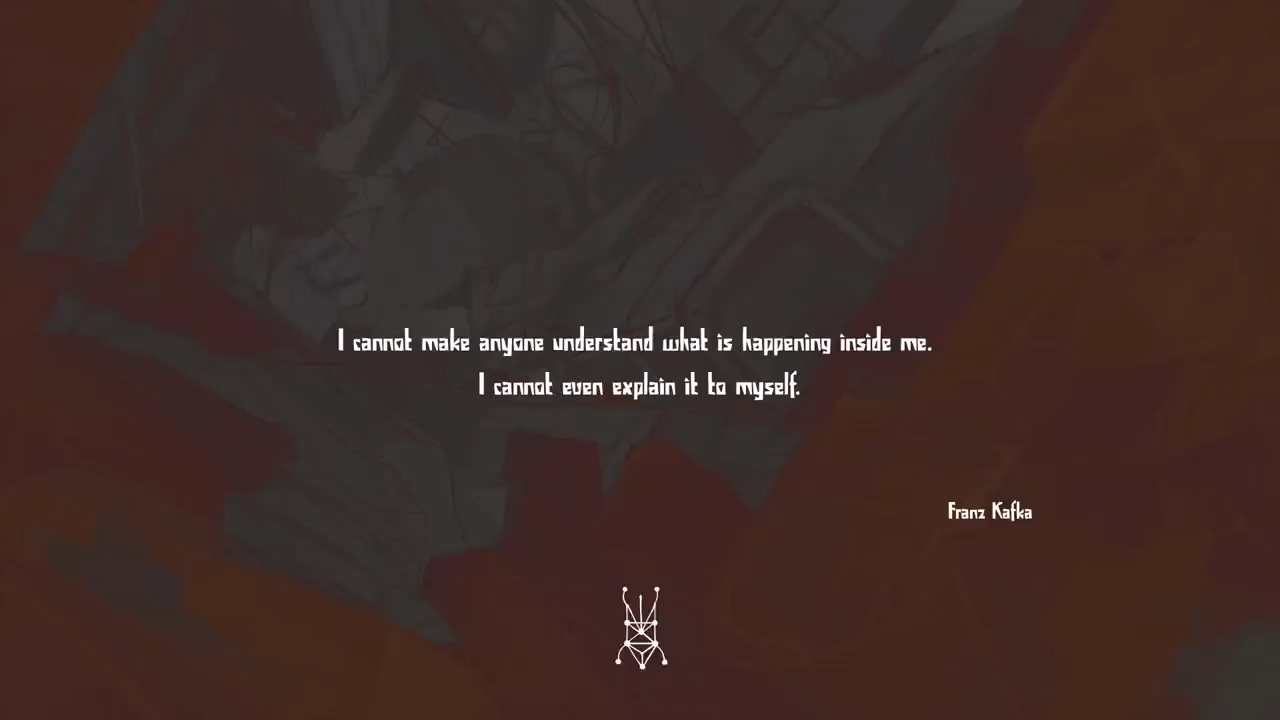 I cannot make anyone understand what is happening inside me.
I cannot even explain it to myself.
Franz Kafka